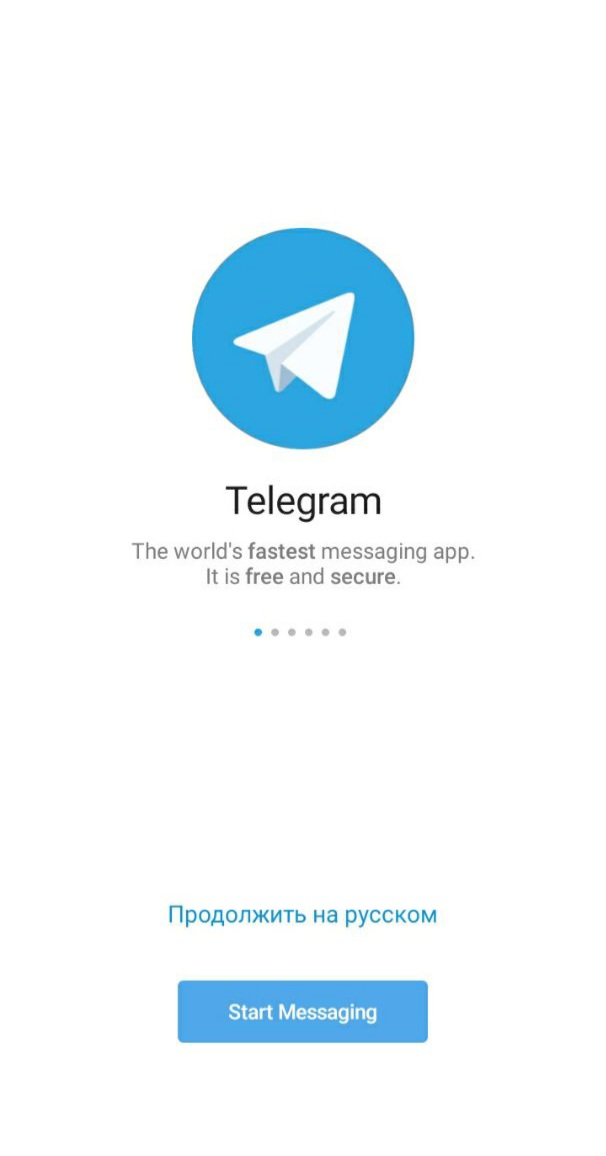 Telegram
The world's fastest messaging app.
It is free and secure.
Продолжить на русском
Start Messaging